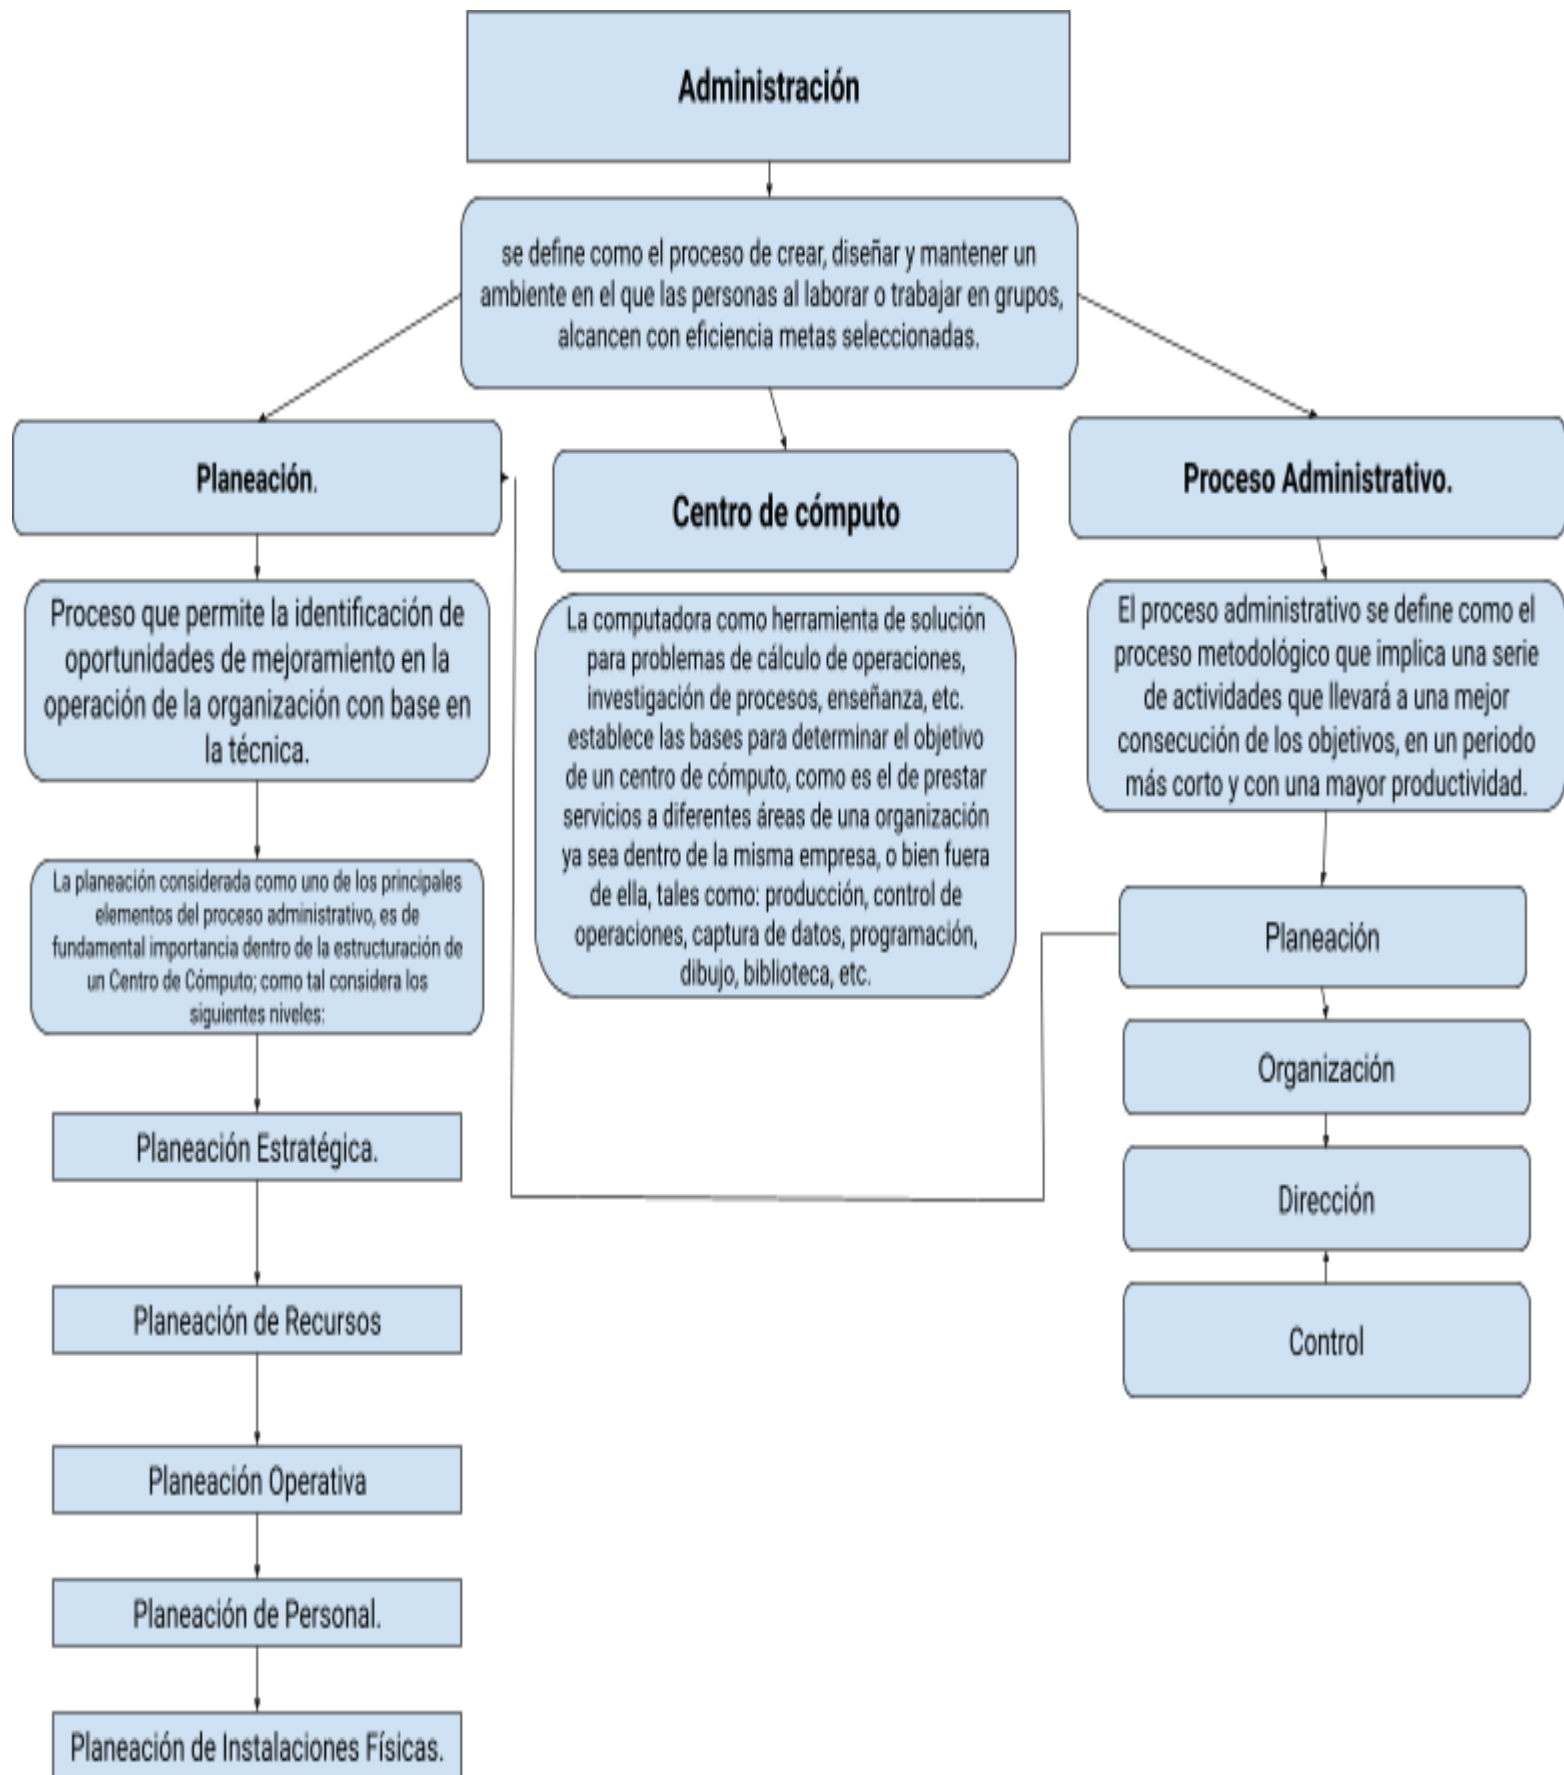 Administración
se define como el proceso de crear, diseñar y mantener un
ambiente en el que las personas al laborar o trabajar en grupos,
alcancen con eficiencia metas seleccionadas.
Planeación.
Proceso que permite la identificación de
oportunidades de mejoramiento en la
operación de la organización con base en
la técnica.
La planeación considerada como uno de los principales
elementos del proceso administrativo, es de
fundamental importancia dentro de la estructuración de
un Centro de Cómputo; como tal considera los
siguientes niveles:
Planeación Estratégica.
Planeación de Recursos
Planeación Operativa
Planeación de Personal.
Planeación de Instalaciones Físicas.
Centro de cómputo
La computadora como herramienta de solución
para problemas de cálculo de operaciones,
investigación de procesos, enseñanza, etc.
establece las bases para determinar el objetivo
de un centro de cómputo, como es el de prestar
servicios a diferentes áreas de una organización
ya sea dentro de la misma empresa, o bien fuera
de ella, tales como: producción, control de
operaciones, captura de datos, programación,
dibujo, biblioteca, etc.
Proceso Administrativo.
El proceso administrativo se define como el
proceso metodológico que implica una serie
de actividades que llevará a una mejor
consecución de los objetivos, en un periodo
más corto y con una mayor productividad.
Planeación
Organización
Dirección
Control